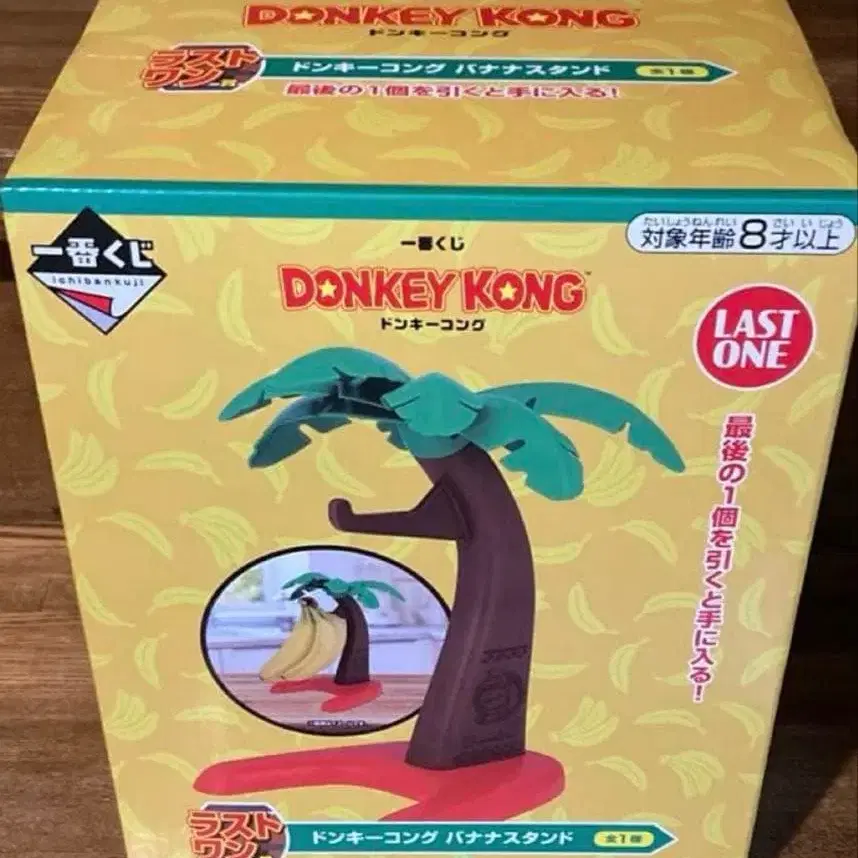 DONKEY KONG
ドンキーコング
ラストワン賞
ドンキーコング バナナスタンド 全1種
最後の1個を引くと手に入る!
一番くじ
ichibankuji
一番くじ
DONKEY KONG™
ドンキーコング
たいしょうねんれい さい いじょう
対象年齢8才以上
LAST
ONE
最後の1個を引くと手に入る!
ラスト
ワン
ドンキーコング バナナスタンド 全1種